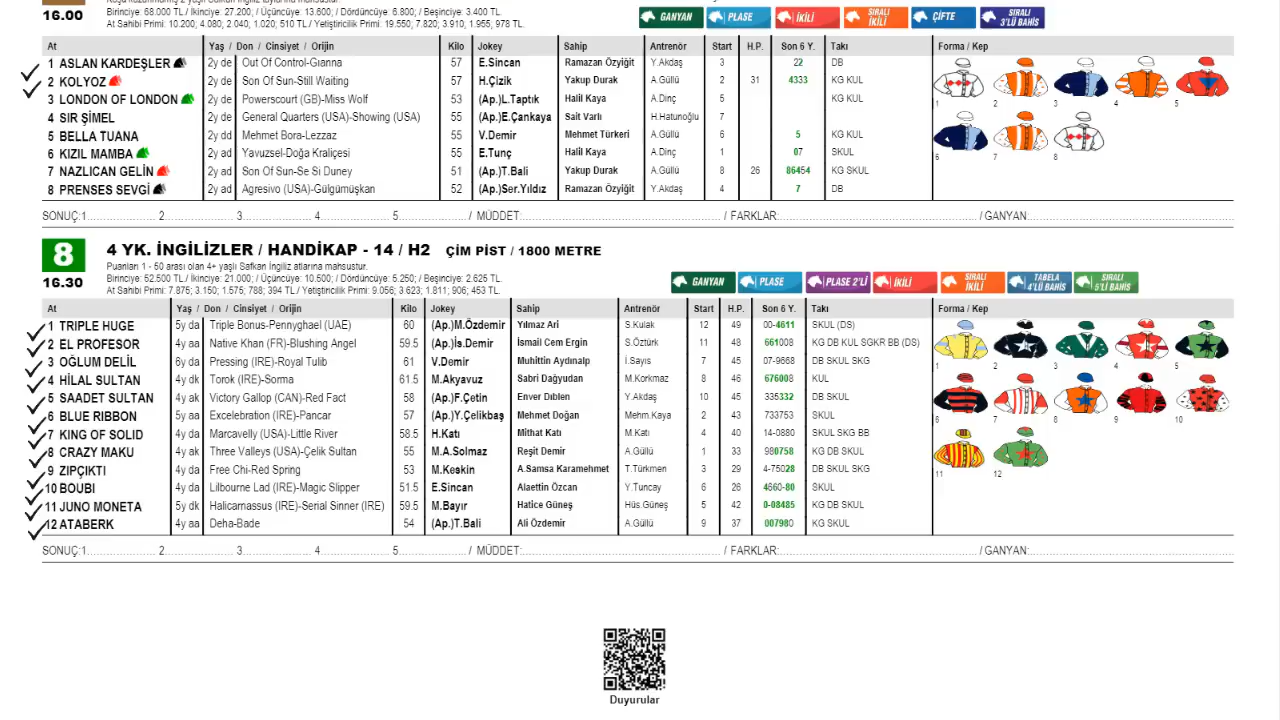 16.00
Birinciye: 68.000 TL / İkinciye: 27.200; / Üçüncüye: 13.600; / Dördüncüye: 6.800; / Beşinciye: 3.400 TL
At Sahibi Primi: 10.200, 4.080; 2.040, 1.020; 510 TL / Yetiştiricilik Primi: 19.550; 7.820; 3.910, 1.955, 978 TL.
GANYAN PLASE İKİLİ SIRALI İKİLİ ÇİFTE SIRALI 3'LÜ BAHİS
At Yaş / Don / Cinsiyet / Orijin Kilo Jokey Sahip Antrenör Start H.P. Son 6 Y. Takı Forma / Kep
1 ASLAN KARDEŞLER 2y de Out Of Control-Gıanna 57 E.Sincan Ramazan Özyiğit Y.Akdaş 3 22 DB
2 KOLYOZ 2y de Son Of Sun-Still Waiting 57 H.Çizik Yakup Durak A.Güllü 2 31 4333 KG KUL
3 LONDON OF LONDON 2y de Powerscourt (GB)-Miss Wolf 53 (Ap.)L.Taptık Halil Kaya A.Dinç 5 KG KUL
4 SIR ŞİMEL 2y de General Quarters (USA)-Showing (USA) 55 (Ap.)E.Çankaya Sait Varlı H.Hatunoğlu 7
5 BELLA TUANA 2y dd Mehmet Bora-Lezzaz 55 V.Demir Mehmet Türkeri A.Güllü 6 5 KG KUL
6 KIZIL MAMBA 2y ad Yavuzsel-Doğa Kraliçesi 55 E.Tunç Halil Kaya A.Dinç 1 07 SKUL
7 NAZLICAN GELİN 2y ad Son Of Sun-Se Si Duney 51 (Ap.)T.Bali Yakup Durak A.Güllü 8 26 86454 KG SKUL
8 PRENSES SEVGİ 2y ad Agresivo (USA)-Gülgümüşkan 52 (Ap.)Ser.Yıldız Ramazan Özyiğit Y.Akdaş 4 7 DB
1 2 3 4 5
6 7 8
SONUÇ:1 2 3 4 5 / MÜDDET: / FARKLAR: / GANYAN:
8 4 YK. İNGİLİZLER / HANDİKAP - 14 / H2 ÇİM PİST / 1800 METRE
Puanları 1 - 50 arası olan 4+ yaşlı Safkan İngiliz atlarına mahsustur.
16.30 Birinciye: 52.500 TL / İkinciye: 21.000; / Üçüncüye: 10.500; / Dördüncüye: 5.250; / Beşinciye: 2.625 TL
At Sahibi Primi: 7.875; 3.150; 1.575, 788; 394 TL / Yetiştiricilik Primi: 9.056; 3.623; 1.811; 906; 453 TL.
GANYAN PLASE PLASE 2'Lİ İKİLİ SIRALI İKİLİ TABELA 4'LÜ BAHİS SIRALI 5'Lİ BAHİS
At Yaş / Don / Cinsiyet / Orijin Kilo Jokey Sahip Antrenör Start H.P. Son 6 Y. Takı Forma / Kep
1 TRIPLE HUGE 5y da Triple Bonus-Pennyghael (UAE) 60 (Ap.)M.Özdemir Yılmaz Ari S.Kulak 12 49 00-4611 SKUL (DS)
2 EL PROFESOR 4y aa Native Khan (FR)-Blushing Angel 59.5 (Ap.)İs.Demir İsmail Cem Ergin S.Öztürk 11 48 661008 KG DB KUL SGKR BB (DS)
3 OĞLUM DELİL 6y da Pressing (IRE)-Royal Tulib 61 V.Demir Muhittin Aydınalp İ.Sayıs 7 45 07-9668 DB SKUL SKG
4 HİLAL SULTAN 4y dk Torok (IRE)-Sorma 61.5 M.Akyavuz Sabri Dağyudan M.Korkmaz 8 46 676008 KUL
5 SAADET SULTAN 4y ak Victory Gallop (CAN)-Red Fact 58 (Ap.)F.Çetin Enver Dıblen Y.Akdaş 10 45 335332 DB SKUL
6 BLUE RIBBON 5y aa Excelebration (IRE)-Pancar 57 (Ap.)Y.Çelikbaş Mehmet Doğan Mehm.Kaya 2 43 733753 SKUL
7 KING OF SOLID 4y da Marcavelly (USA)-Little River 58.5 H.Katı Mithat Katı M.Katı 4 40 14-0880 SKUL SKG BB
8 CRAZY MAKU 4y ak Three Valleys (USA)-Çelik Sultan 55 M.A.Solmaz Reşit Demir A.Güllü 1 33 980758 KG DB SKUL
9 ZIPÇIKTI 4y da Free Chi-Red Spring 53 M.Keskin A.Samsa Karamehmet T.Türkmen 3 29 4-75028 DB SKUL SKG
10 BOUBI 4y da Lilbourne Lad (IRE)-Magic Slipper 51.5 E.Sincan Alaettin Özcan Y.Tuncay 6 26 4660-80 SKUL
11 JUNO MONETA 5y dk Halicarnassus (IRE)-Serial Sinner (IRE) 59.5 M.Bayır Hatice Güneş Hüs.Güneş 5 42 0-08485 KG DB SKUL
12 ATABERK 4y aa Deha-Bade 54 (Ap.)T.Bali Ali Özdemir A.Güllü 9 37 007980 KG SKUL
1 2 3 4 5
6 7 8 9 10
11 12
SONUÇ:1 2 3 4 5 / MÜDDET: / FARKLAR: / GANYAN:
Duyurular